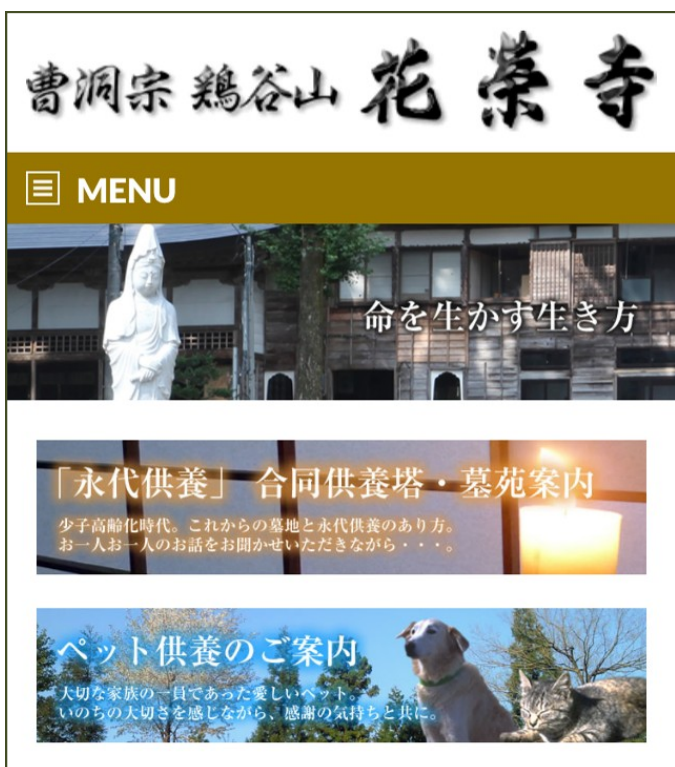 曹洞宗 鶏谷山 花榮寺
MENU
命を生かす生き方
「永代供養」 合同供養塔・墓苑案内
少子高齢化時代。これからの墓地と永代供養のあり方。
お一人お一人のお話をお聞かせいただきながら・・・。
ペット供養のご案内
大切な家族の一員であった愛しいペット。
いのちの大切さを感じながら、感謝の気持ちと共に。